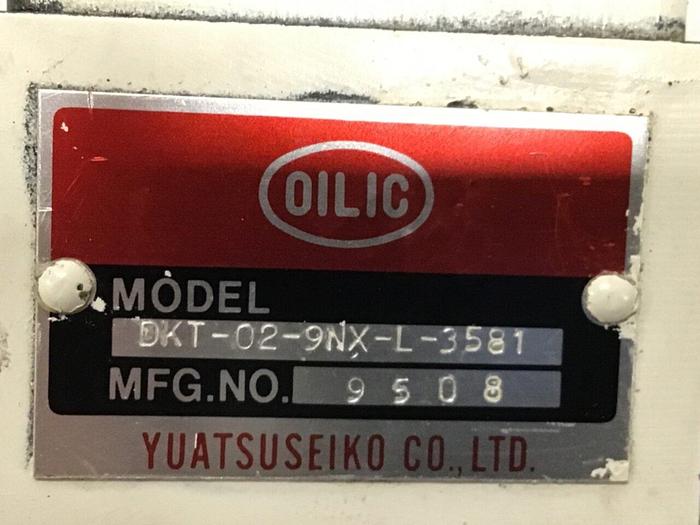 OILIC
MODEL
DKT-02-9NX-L-3581
MFG.NO. 9508
YUATSUSEIKO CO., LTD.